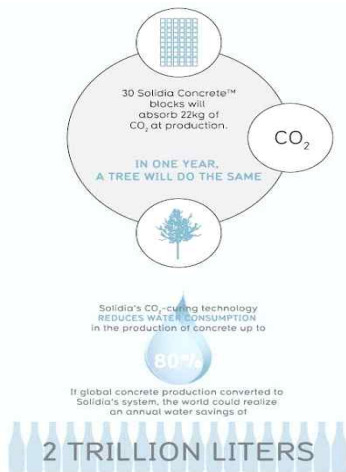 30 Solidia Concrete™
blocks will
absorb 22kg of
CO₂ at production.
CO₂
IN ONE YEAR,
A TREE WILL DO THE SAME
Solidia's CO₂-curing technology
REDUCES WATER CONSUMPTION
in the production of concrete up to
80%
If global concrete production converted to
Solidia's system, the world could realize
an annual water savings of
2 TRILLION LITERS